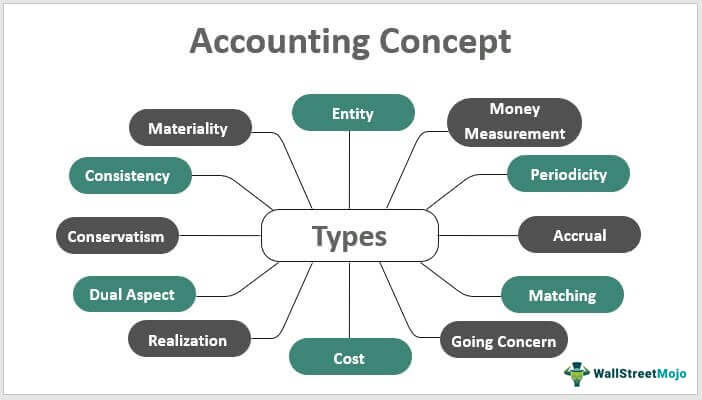 Accounting Concept
Entity
Money
Measurement
Materiality
Consistency
Periodicity
Conservatism
Types
Accrual
Dual Aspect
Matching
Realization
Cost
Going Concern
WallStreetMojo